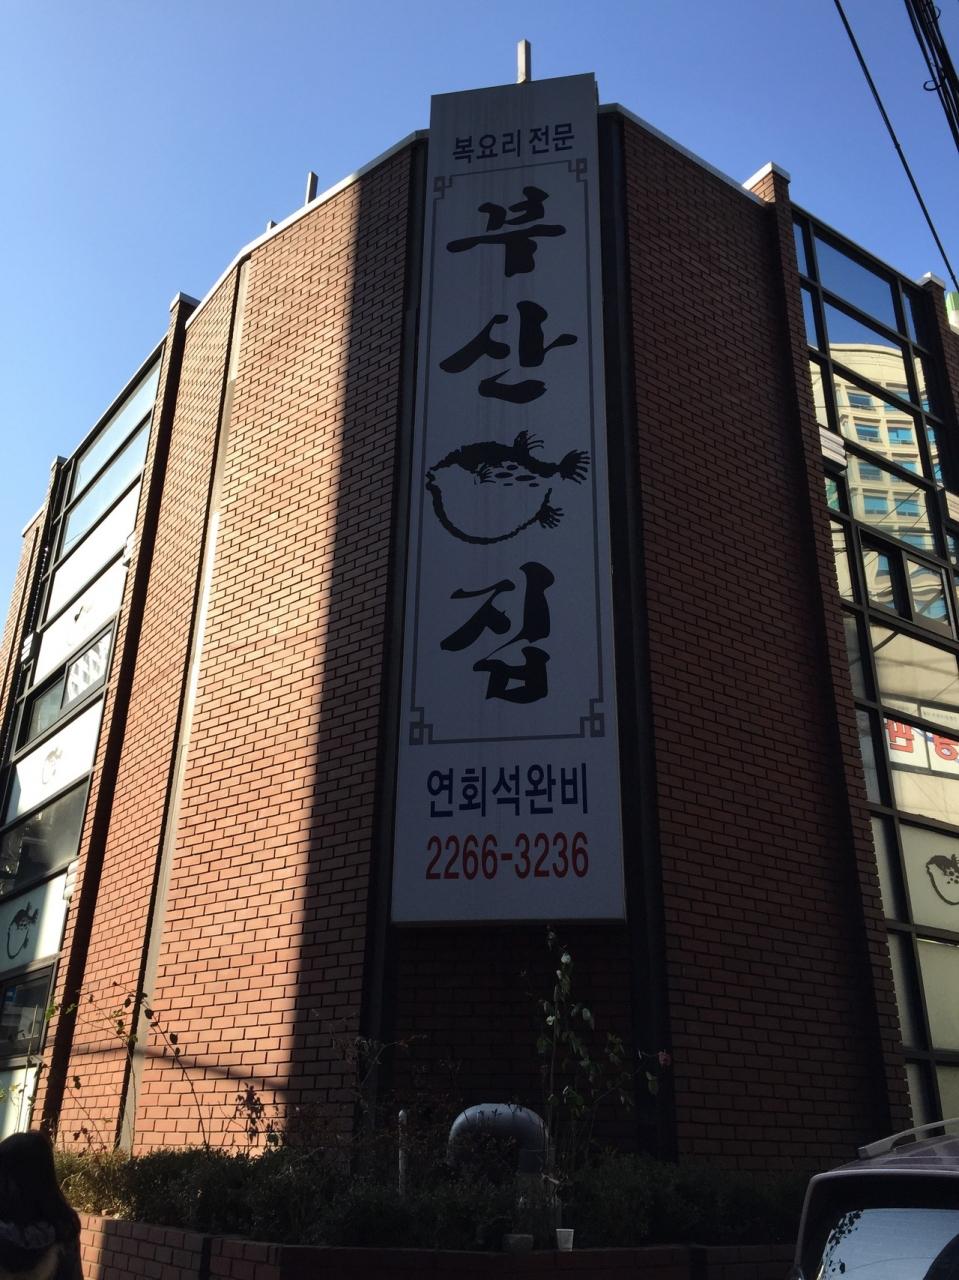 복요리 전문
부산
집
연회석완비
2266-3236